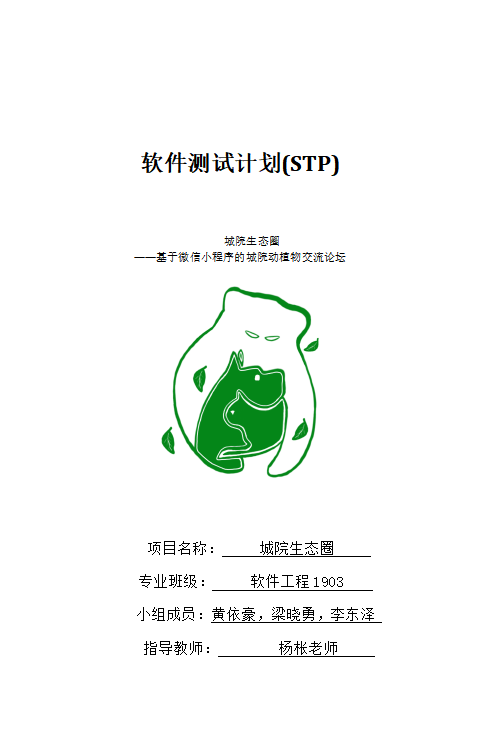 软件测试计划(STP)
城院生态圈
——基于微信小程序的城院动植物交流论坛
项目名称： 城院生态圈
专业班级： 软件工程1903
小组成员：黄依豪，梁晓勇，李东泽
指导教师： 杨枨老师